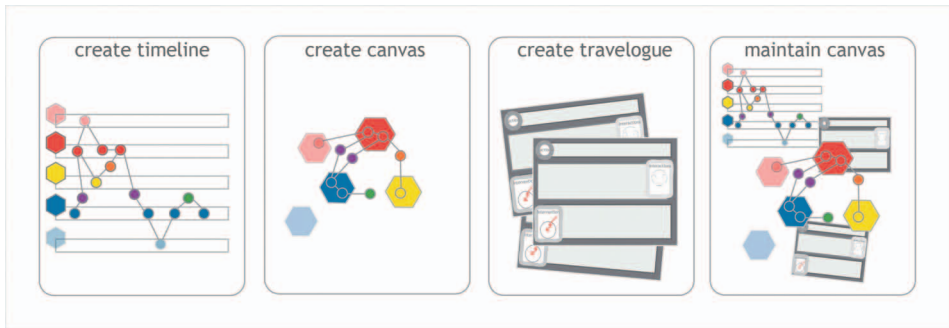 create timeline
create canvas
create travelogue
maintain canvas